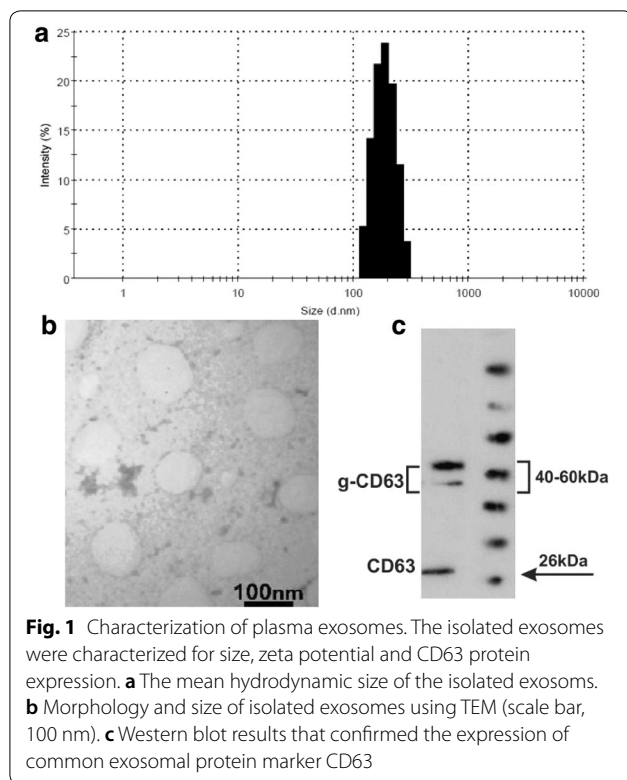 a
25
20
15
10
5
0
Intensity (%)
1 10 100 1000 10000
Size (d.nm)
b
100nm
c
g-CD63
40-60kDa
CD63
26kDa
Fig. 1 Characterization of plasma exosomes. The isolated exosomes
were characterized for size, zeta potential and CD63 protein
expression. a The mean hydrodynamic size of the isolated exosoms.
b Morphology and size of isolated exosomes using TEM (scale bar,
100 nm). c Western blot results that confirmed the expression of
common exosomal protein marker CD63